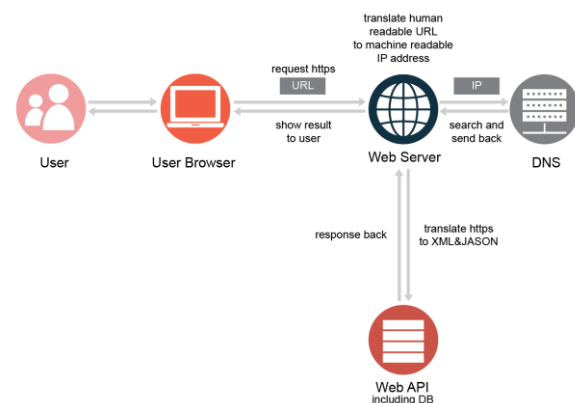 translate human
readable URL
to machine readable
IP address
request https
URL
IP
show result
to user
search and
send back
User
User Browser
Web Server
DNS
response back
translate https
to XML&JASON
Web API
including DB